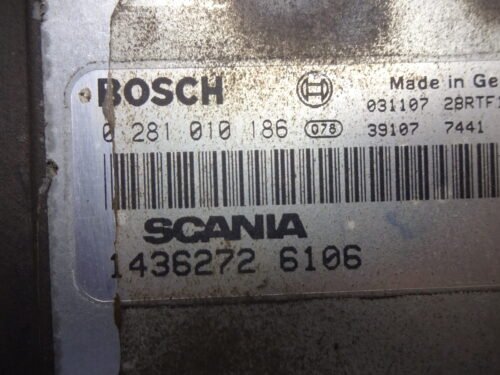 BOSCH Made in Ge
031107 28RTF
0 281 010 186 078 39107 7441
SCANIA
1436272 6106